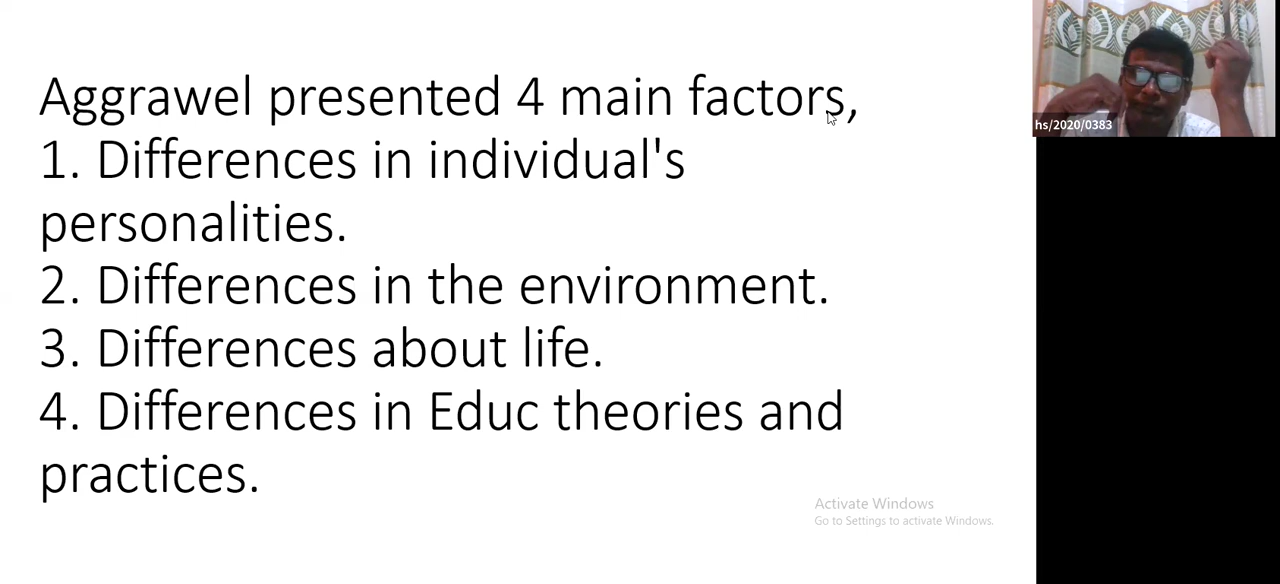 Aggrawel presented 4 main factors,
1. Differences in individual's
personalities.
2. Differences in the environment.
3. Differences about life.
4. Differences in Educ theories and
practices.
hs/2020/0383
Activate Windows
Go to Settings to activate Windows.